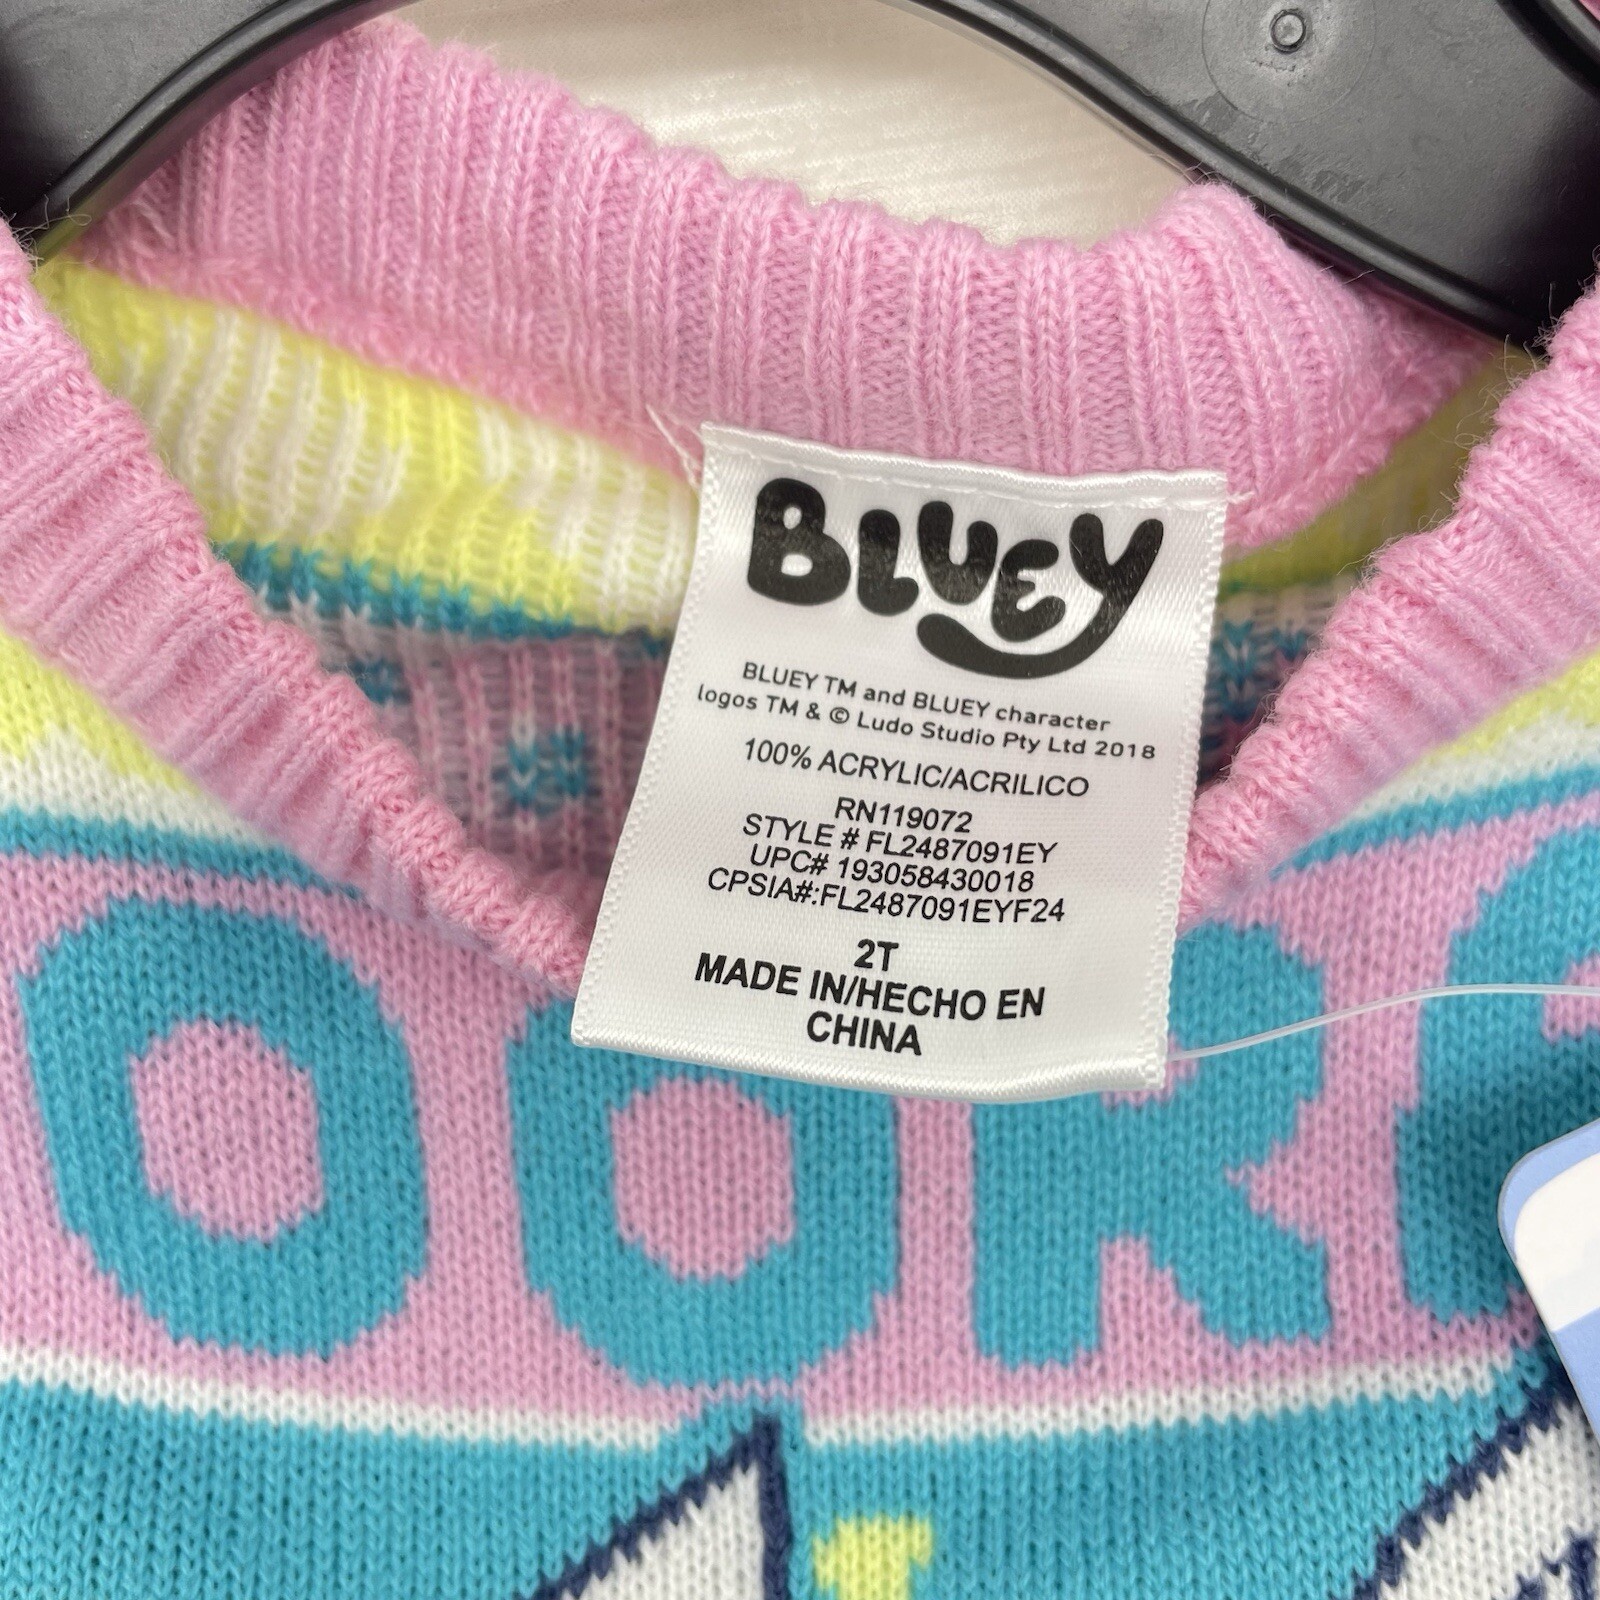 BLUEY
BLUEY TM and BLUEY character
logos TM & © Ludo Studio Pty Ltd 2018
100% ACRYLIC/ACRILICO
RN119072
STYLE # FL2487091EY
UPC# 193058430018
CPSIA#:FL2487091EYF24
2T
MADE IN/HECHO EN
CHINA
OOR